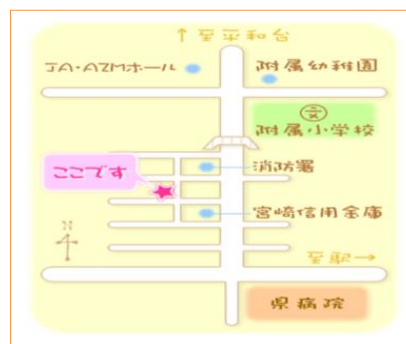 ↑至平和台
JA・AZMホール
附属幼稚園
文
附属小学校
消防署
ここです
宮崎信用金庫
N
至駅→
県病院